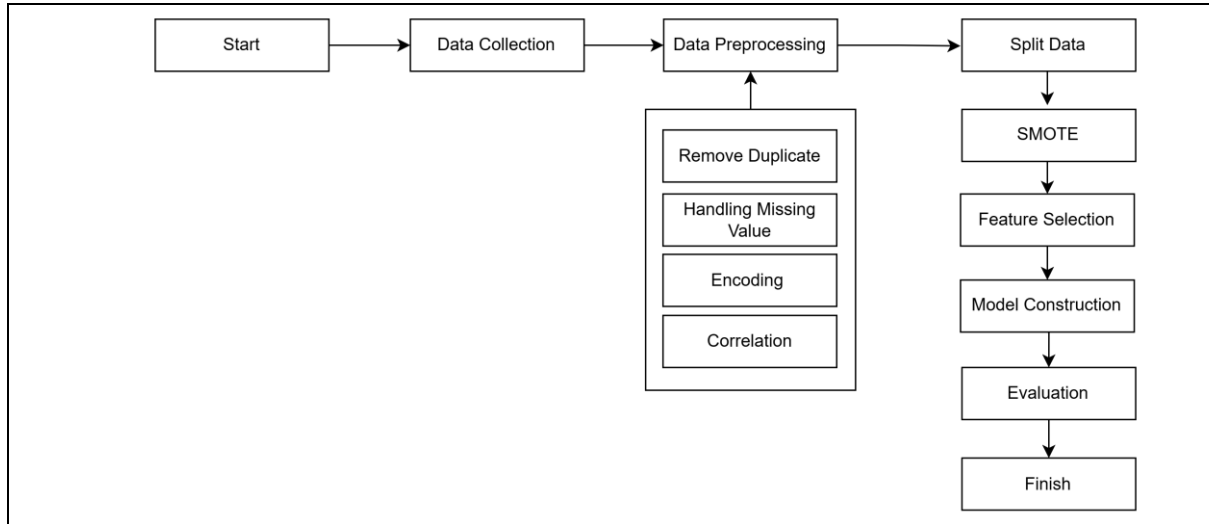 Start
Data Collection
Data Preprocessing
Split Data
Remove Duplicate
Handling Missing
Value
Encoding
Correlation
SMOTE
Feature Selection
Model Construction
Evaluation
Finish